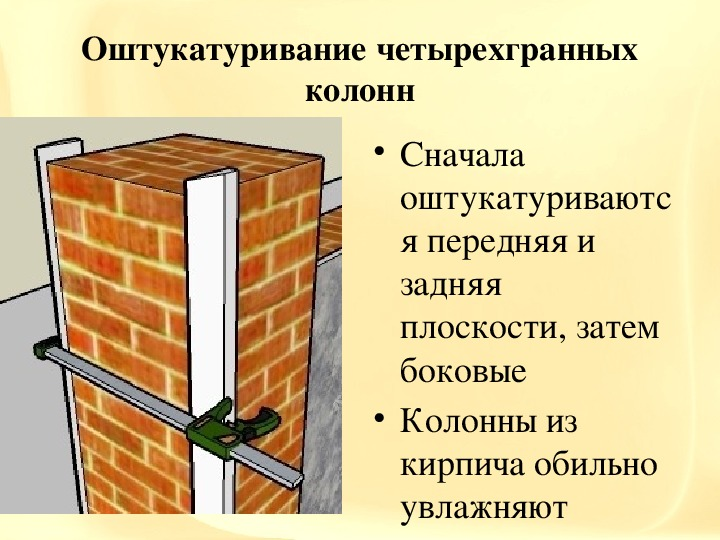 Оштукатуривание четырехгранных
колонн
• Сначала
оштукатуриваютс
я передняя и
задняя
плоскости, затем
боковые
• Колонны из
кирпича обильно
увлажняют